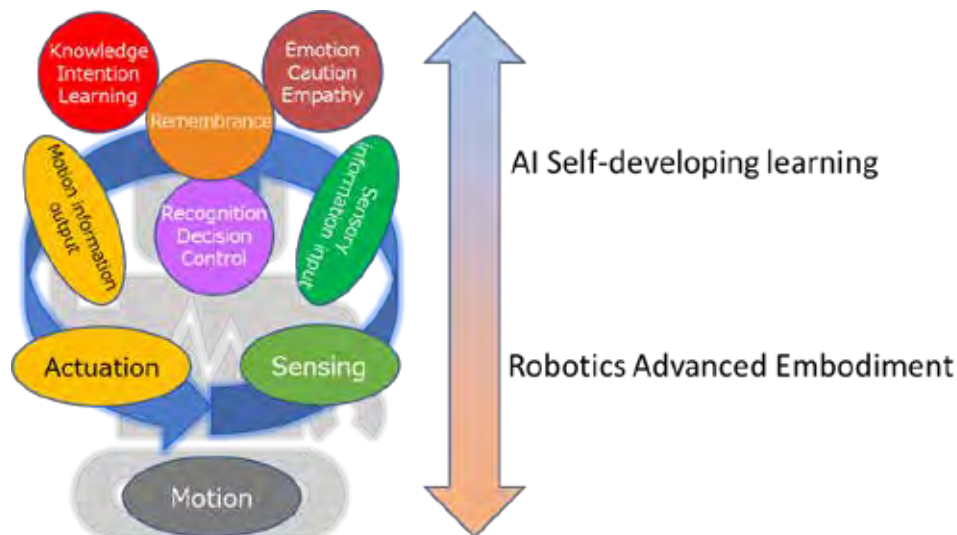 Knowledge
Intention
Learning
Emotion
Caution
Empathy
Remembrance
Motion information
output
Recognition
Decision
Control
Sensory
information input
Actuation
Sensing
Motion
AI Self-developing learning
Robotics Advanced Embodiment